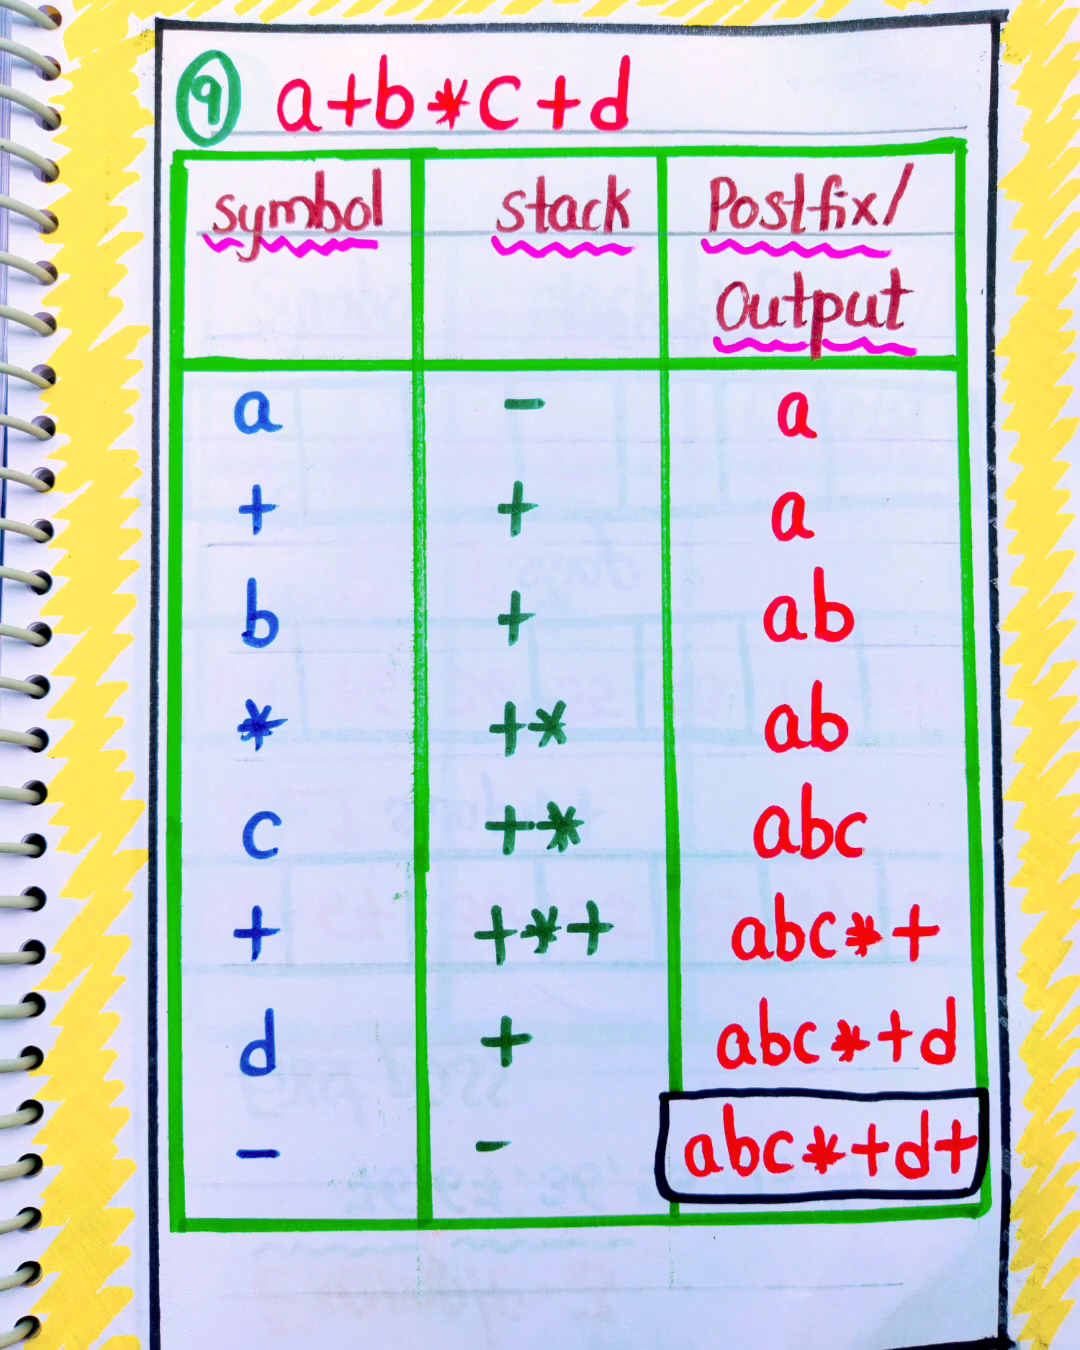 9 a+b*c+d
symbol stack Postfix/
Output
a - a
+ + a
b + ab
* +* ab
c +* abc
+ +*+ abc*+
d + abc*+d
- - abc*+d+